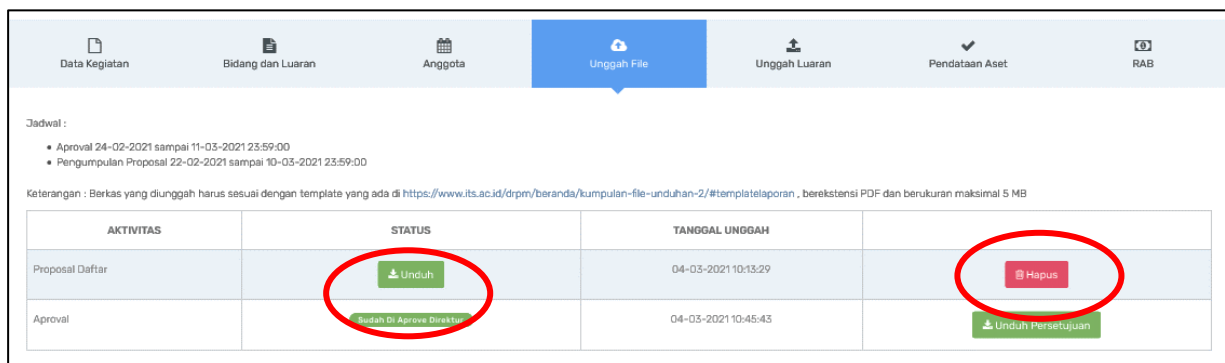 Data Kegiatan
Bidang dan Luaran
Anggota
Unggah File
Unggah Luaran
Pendataan Aset
RAB
Jadwal :
Aproval 24-02-2021 sampai 11-03-2021 23:59:00
Pengumpulan Proposal 22-02-2021 sampai 10-03-2021 23:59:00
Keterangan : Berkas yang diunggah harus sesuai dengan template yang ada di https://www.its.ac.id/drpm/beranda/kumpulan-file-unduhan-2/#templatelaporan , berekstensi PDF dan berukuran maksimal 5 MB
AKTIVITAS STATUS TANGGAL UNGGAH
Proposal Daftar Unduh 04-03-2021 10:13:29 Hapus
Aproval Sudah Di Aprove Direktur 04-03-2021 10:45:43 Unduh Persetujuan